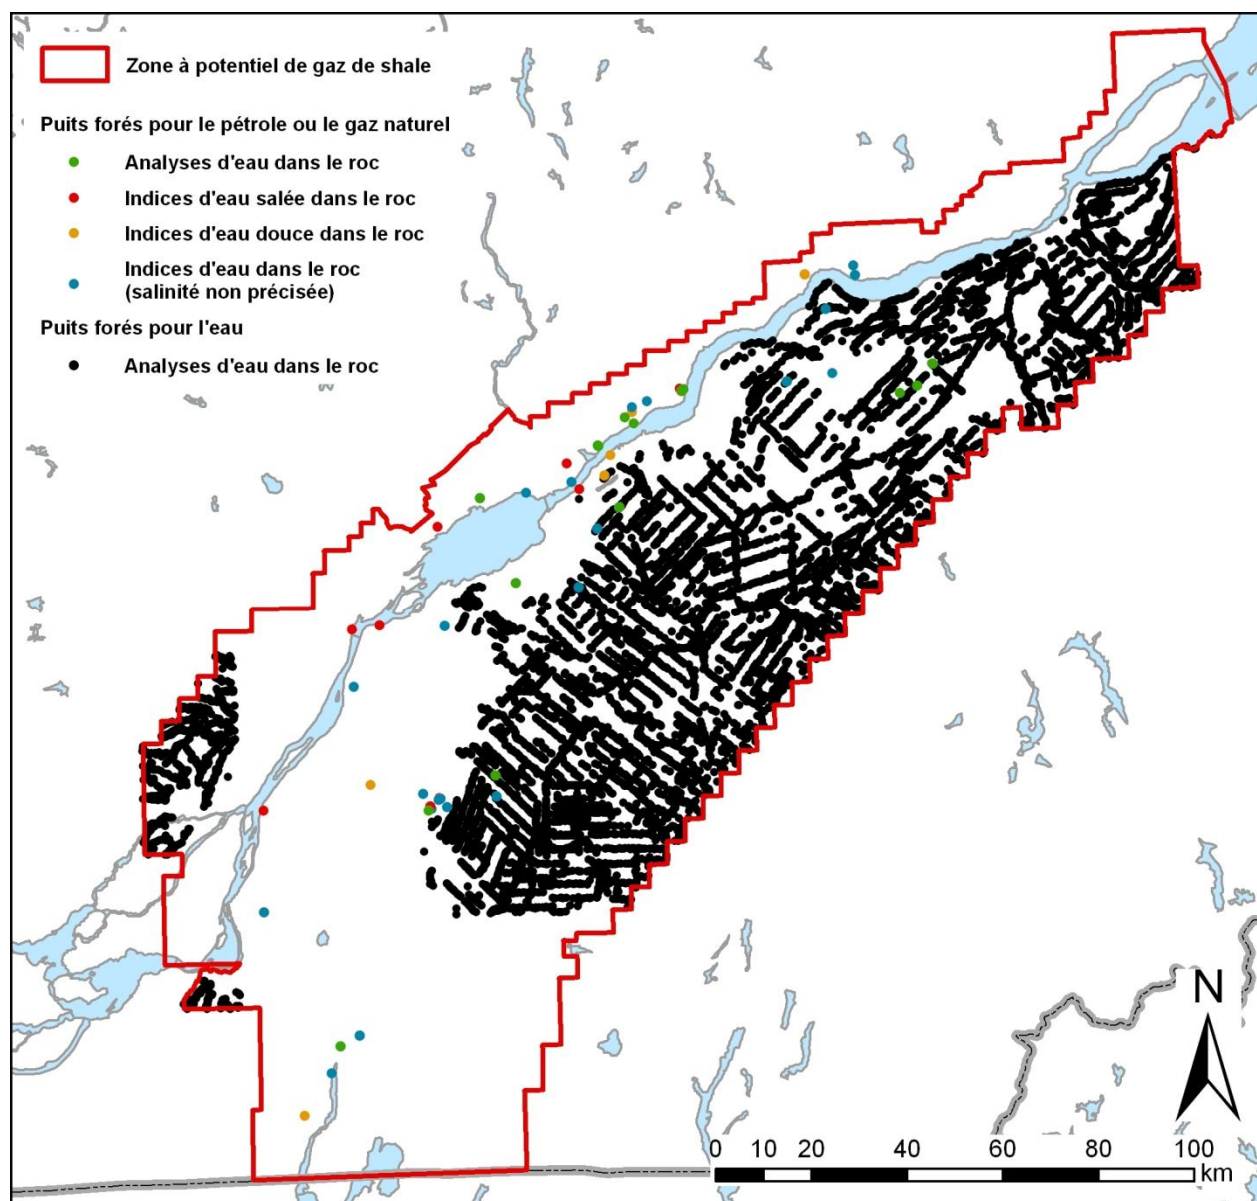 Zone à potentiel de gaz de shale
Puits forés pour le pétrole ou le gaz naturel
Analyses d'eau dans le roc
Indices d'eau salée dans le roc
Indices d'eau douce dans le roc
Indices d'eau dans le roc
(salinité non précisée)
Puits forés pour l'eau
Analyses d'eau dans le roc
N
0 10 20 40 60 80 100
km